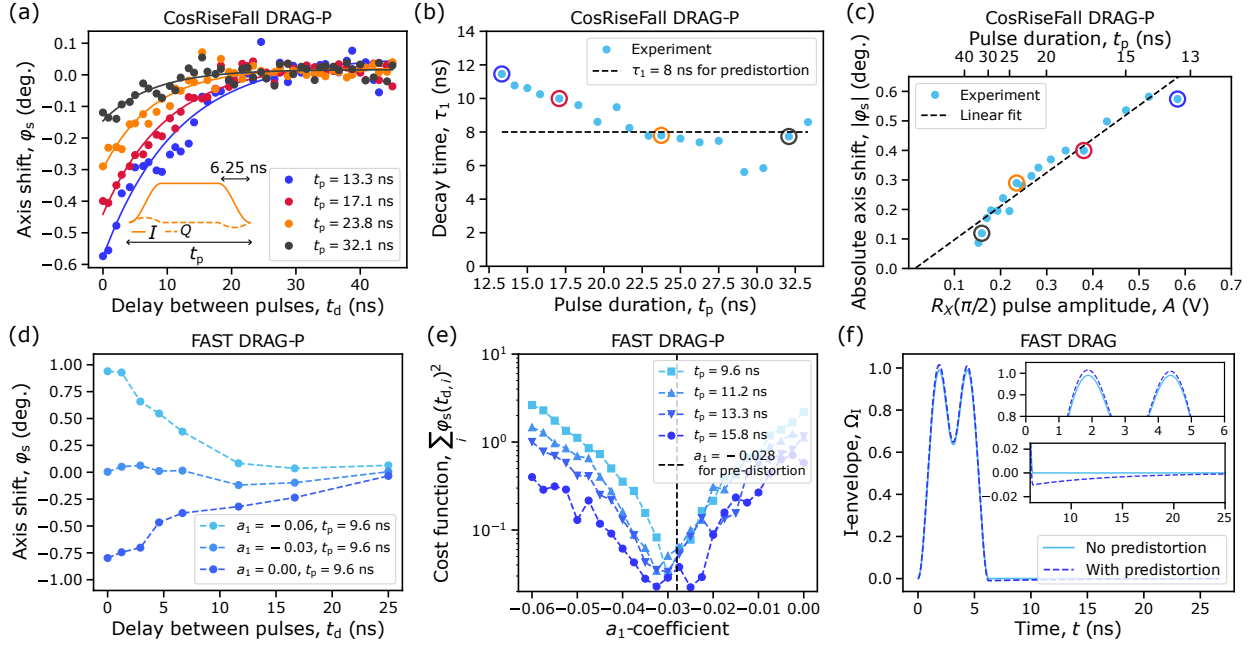 (a)
CosRiseFall DRAG-P
Axis shift, φs (deg.)
0.1
0.0
−0.1
−0.2
−0.3
−0.4
−0.5
−0.6
6.25 ns
I
Q
tp
tp = 13.3 ns
tp = 17.1 ns
tp = 23.8 ns
tp = 32.1 ns
0
10
20
30
40
Delay between pulses, td (ns)
(b)
CosRiseFall DRAG-P
Decay time, τ1 (ns)
14
12
10
8
6
4
2
0
Experiment
τ1 = 8 ns for predistortion
12.5
15.0
17.5
20.0
22.5
25.0
27.5
30.0
32.5
Pulse duration, tp (ns)
(c)
CosRiseFall DRAG-P
Pulse duration, tp (ns)
40
30
25
20
15
13
Absolute axis shift, |φs| (deg.)
0.6
0.5
0.4
0.3
0.2
0.1
0.0
Experiment
Linear fit
0.1
0.2
0.3
0.4
0.5
0.6
0.7
RX(π/2) pulse amplitude, A (V)
(d)
FAST DRAG-P
Axis shift, φs (deg.)
1.00
0.75
0.50
0.25
0.00
−0.25
−0.50
−0.75
−1.00
a1 = −0.06, tp = 9.6 ns
a1 = −0.03, tp = 9.6 ns
a1 = 0.00, tp = 9.6 ns
0
5
10
15
20
25
Delay between pulses, td (ns)
(e)
FAST DRAG-P
Cost function, ∑i φs(td,i)²
10¹
10⁰
10⁻¹
tp = 9.6 ns
tp = 11.2 ns
tp = 13.3 ns
tp = 15.8 ns
a1 = −0.028
for pre-distortion
−0.06
−0.05
−0.04
−0.03
−0.02
−0.01
0.00
a1-coefficient
(f)
FAST DRAG
I-envelope, ΩI
1.0
0.8
0.6
0.4
0.2
0.0
1.0
0.9
0.8
0
1
2
3
4
5
6
0.02
0.00
−0.02
10
15
20
25
No predistortion
With predistortion
0
5
10
15
20
25
Time, t (ns)